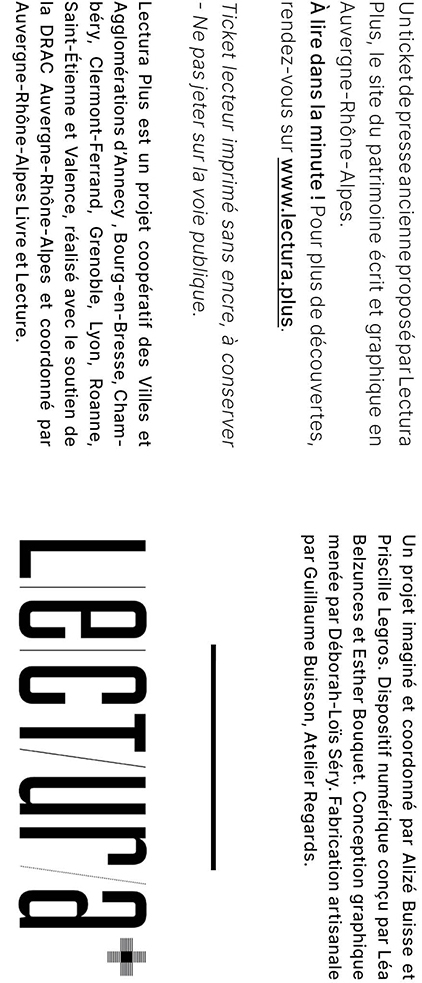 Un ticket de presse ancienne proposé par Lectura
Plus, le site du patrimoine écrit et graphique en
Auvergne-Rhône-Alpes.
À lire dans la minute ! Pour plus de découvertes,
rendez-vous sur www.lectura.plus.
Ticket lecteur imprimé sans encre, à conserver
- Ne pas jeter sur la voie publique.
Lectura Plus est un projet coopératif des Villes et
Agglomérations d'Annecy , Bourg-en-Bresse, Cham-
béry, Clermont-Ferrand, Grenoble, Lyon, Roanne,
Saint-Étienne et Valence, réalisé avec le soutien de
la DRAC Auvergne-Rhône-Alpes et coordonné par
Auvergne-Rhône-Alpes Livre et Lecture.
Un projet imaginé et coordonné par Alizé Buisse et
Priscille Legros. Dispositif numérique conçu par Léa
Belzunces et Esther Bouquet. Conception graphique
menée par Déborah-Loïs Séry. Fabrication artisanale
par Guillaume Buisson, Atelier Regards.
Lectura+